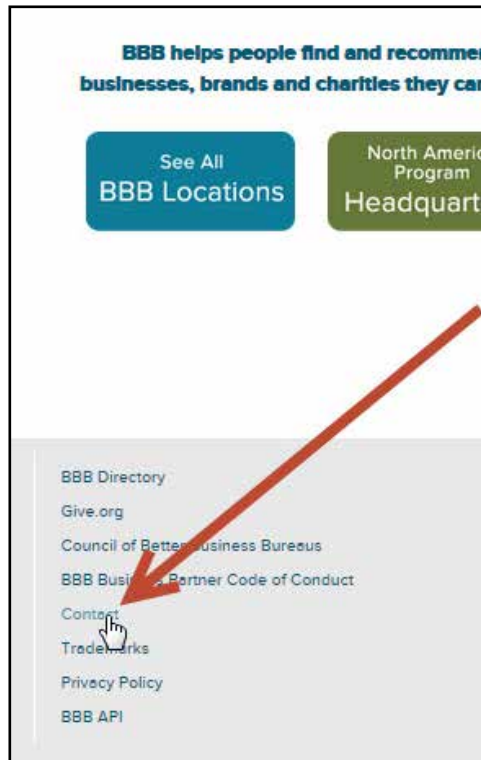 BBB helps people find and recommen
businesses, brands and charities they can
See All
BBB Locations
North Americ
Program
Headquart
BBB Directory
Give.org
Council of Better Business Bureaus
BBB Business Partner Code of Conduct
Contact
Trademarks
Privacy Policy
BBB API